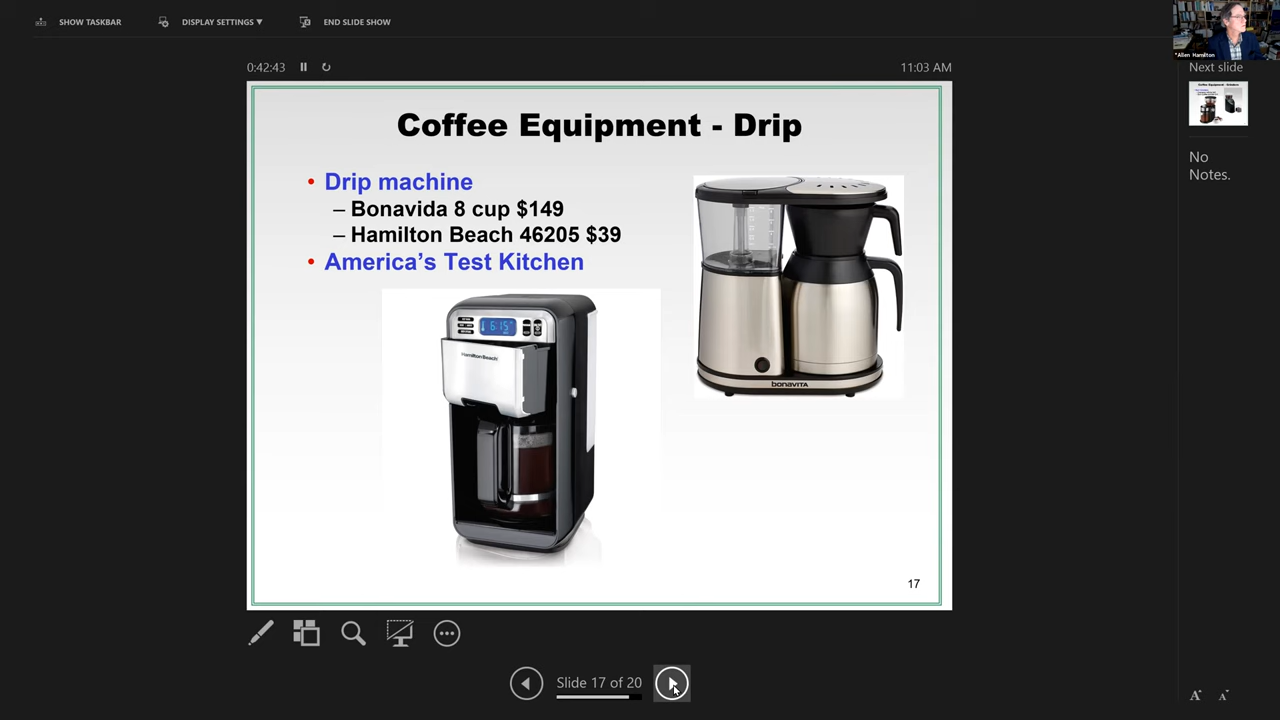 SHOW TASKBAR
DISPLAY SETTINGS ▼
END SLIDE SHOW
*Allen Hamilton
0:42:43
11:03 AM
Next slide
Coffee Equipment - Drip
• Drip machine
– Bonavida 8 cup $149
– Hamilton Beach 46205 $39
• America’s Test Kitchen
6:15
Hamilton Beach
bonavita
17
No
Notes.
Slide 17 of 20
A A